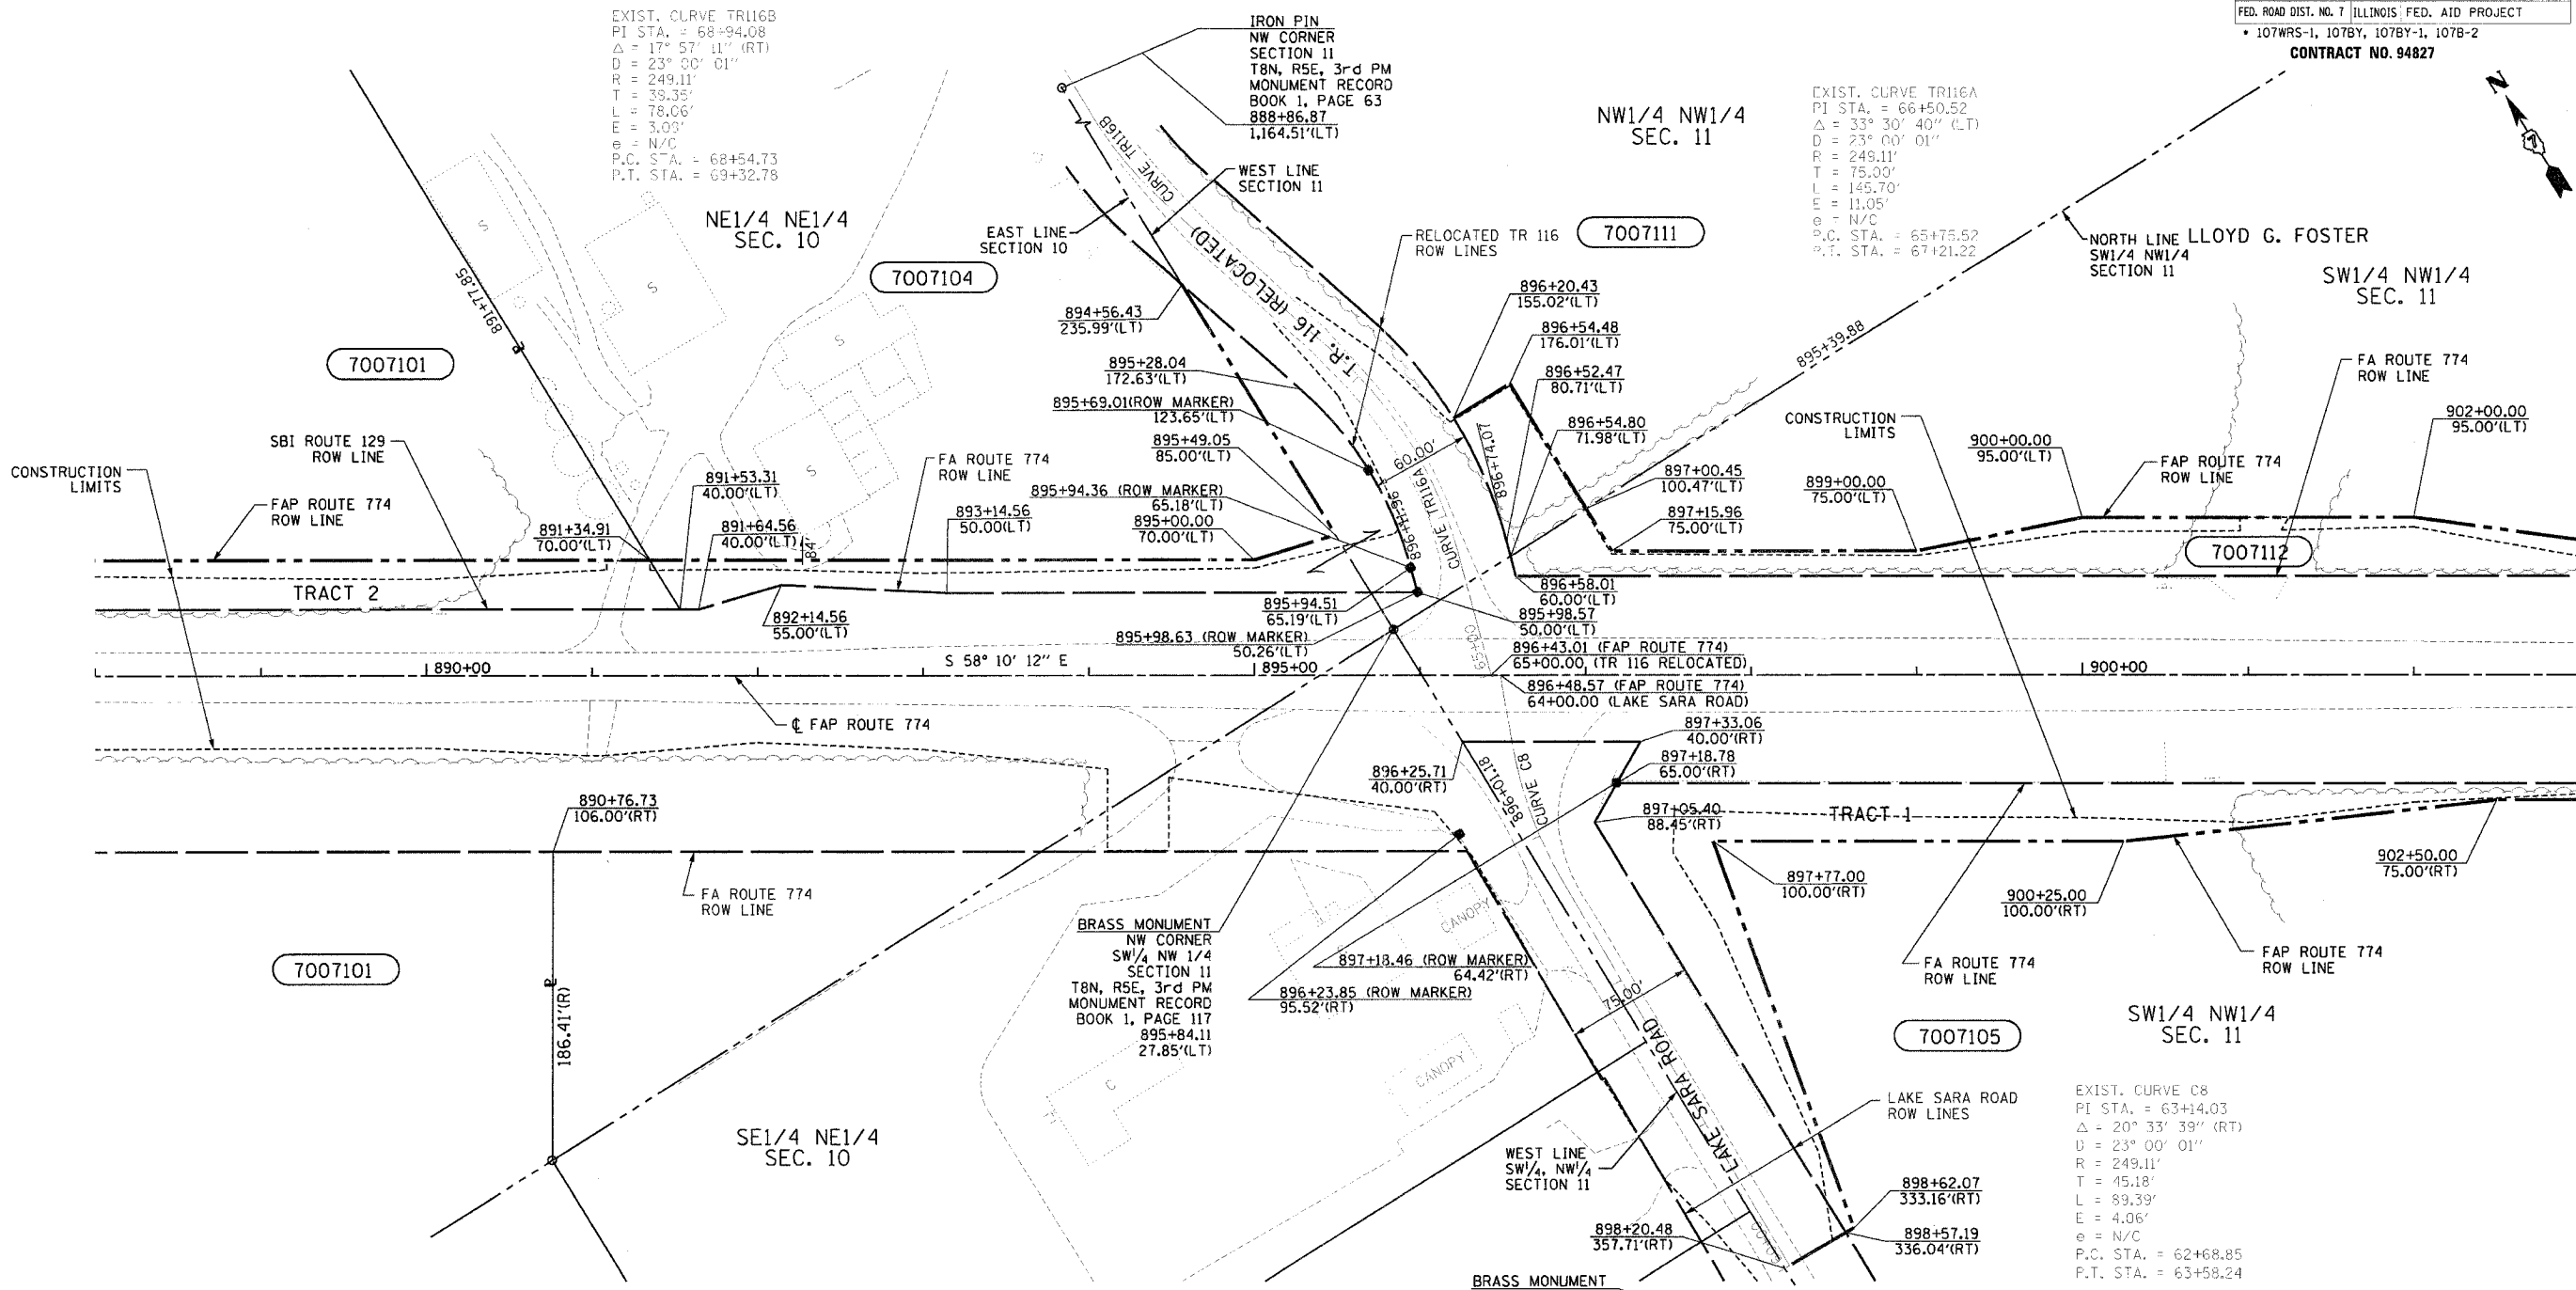 FED. ROAD DIST. NO. 7 ILLINOIS FED. AID PROJECT
* 107WRS-1, 107BY, 107BY-1, 107B-2
CONTRACT NO. 94827
N
EXIST. CURVE TR116B
PI STA. = 68+94.08
Δ = 17° 57' 11" (RT)
D = 23° 00' 01"
R = 249.11'
T = 39.35'
L = 78.06'
E = 3.09'
e = N/C
P.C. STA. = 68+54.73
P.T. STA. = 69+32.78
IRON PIN
NW CORNER
SECTION 11
T8N, R5E, 3rd PM
MONUMENT RECORD
BOOK 1, PAGE 63
888+86.87
1,164.51'(LT)
NW1/4 NW1/4
SEC. 11
EXIST. CURVE TR116A
PI STA. = 66+50.52
Δ = 33° 30' 40" (LT)
D = 23° 00' 01"
R = 249.11'
T = 75.00'
L = 145.70'
E = 11.05'
e = N/C
P.C. STA. = 65+75.52
P.T. STA. = 67+21.22
CURVE TR116B
WEST LINE
SECTION 11
EAST LINE
SECTION 10
NE1/4 NE1/4
SEC. 10
7007104
7007111
RELOCATED TR 116
ROW LINES
NORTH LINE
SW1/4 NW1/4
SECTION 11
LLOYD G. FOSTER
SW1/4 NW1/4
SEC. 11
T.R. 116 (RELOCATED)
S
S
S
S
891+77.85
P
7007101
894+56.43
235.99'(LT)
895+28.04
172.63'(LT)
895+69.01(ROW MARKER)
123.65'(LT)
895+49.05
85.00'(LT)
895+94.36 (ROW MARKER)
65.18'(LT)
895+00.00
70.00'(LT)
896+20.43
155.02'(LT)
896+54.48
176.01'(LT)
896+52.47
80.71'(LT)
896+54.80
71.98'(LT)
897+00.45
100.47'(LT)
897+15.96
75.00'(LT)
895+39.88
60.00'
896+74.07
896+11.96
CURVE TR116A
FA ROUTE 774
ROW LINE
CONSTRUCTION
LIMITS
899+00.00
75.00'(LT)
900+00.00
95.00'(LT)
FAP ROUTE 774
ROW LINE
902+00.00
95.00'(LT)
7007112
SBI ROUTE 129
ROW LINE
CONSTRUCTION
LIMITS
FAP ROUTE 774
ROW LINE
891+34.91
70.00'(LT)
891+53.31
40.00'(LT)
891+64.56
40.00'(LT)
84
FA ROUTE 774
ROW LINE
893+14.56
50.00(LT)
TRACT 2
892+14.56
55.00'(LT)
895+94.51
65.19'(LT)
895+98.63 (ROW MARKER)
50.26'(LT)
896+58.01
60.00'(LT)
895+98.57
50.00'(LT)
65+00
896+43.01 (FAP ROUTE 774)
65+00.00 (TR 116 RELOCATED)
896+48.57 (FAP ROUTE 774)
64+00.00 (LAKE SARA ROAD)
890+00
S 58° 10' 12" E
895+00
900+00
℄ FAP ROUTE 774
897+33.06
40.00'(RT)
897+18.78
65.00'(RT)
896+25.71
40.00'(RT)
896+01.18
CURVE C8
897+05.40
88.45'(RT)
TRACT 1
890+76.73
106.00'(RT)
FA ROUTE 774
ROW LINE
897+77.00
100.00'(RT)
900+25.00
100.00'(RT)
902+50.00
75.00'(RT)
FA ROUTE 774
ROW LINE
FAP ROUTE 774
ROW LINE
7007101
P
186.41'(R)
BRASS MONUMENT
NW CORNER
SW1/4 NW 1/4
SECTION 11
T8N, R5E, 3rd PM
MONUMENT RECORD
BOOK 1, PAGE 117
895+84.11
27.85'(LT)
CANOPY
897+18.46 (ROW MARKER)
64.42'(RT)
896+23.85 (ROW MARKER)
95.52'(RT)
75.00'
CANOPY
C
LAKE SARA ROAD
7007105
SW1/4 NW1/4
SEC. 11
SE1/4 NE1/4
SEC. 10
WEST LINE
SW1/4, NW1/4
SECTION 11
LAKE SARA ROAD
ROW LINES
EXIST. CURVE C8
PI STA. = 63+14.03
Δ = 20° 33' 39" (RT)
D = 23° 00' 01"
R = 249.11'
T = 45.18'
L = 89.39'
E = 4.06'
e = N/C
P.C. STA. = 62+68.85
P.T. STA. = 63+58.24
898+62.07
333.16'(RT)
898+57.19
336.04'(RT)
898+20.48
357.71'(RT)
BRASS MONUMENT